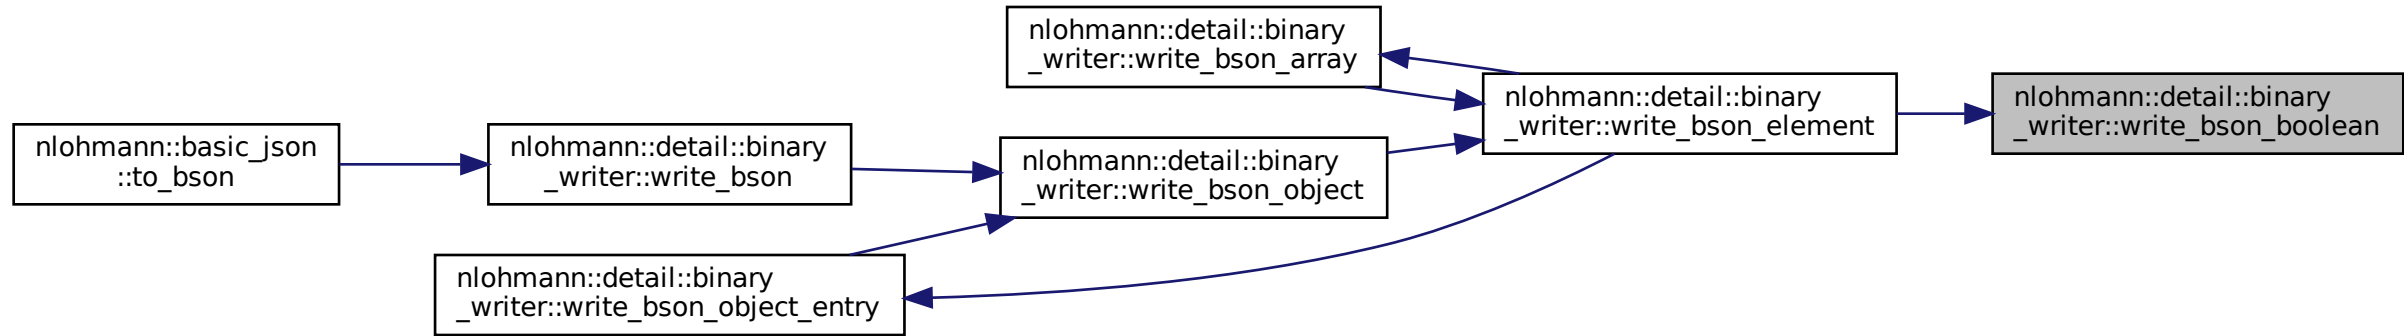 nlohmann::basic_json
::to_bson
nlohmann::detail::binary
_writer::write_bson
nlohmann::detail::binary
_writer::write_bson_object_entry
nlohmann::detail::binary
_writer::write_bson_array
nlohmann::detail::binary
_writer::write_bson_object
nlohmann::detail::binary
_writer::write_bson_element
nlohmann::detail::binary
_writer::write_bson_boolean